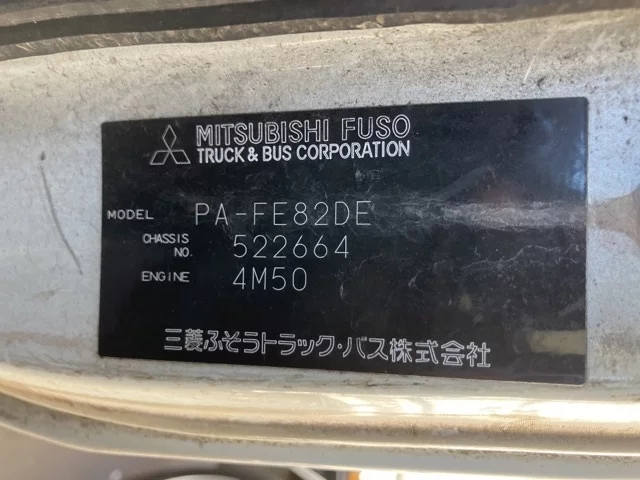 MITSUBISHI FUSO
TRUCK & BUS CORPORATION
MODEL PA-FE82DE
CHASSIS NO. 522664
ENGINE 4M50
三菱ふそうトラック・バス株式会社